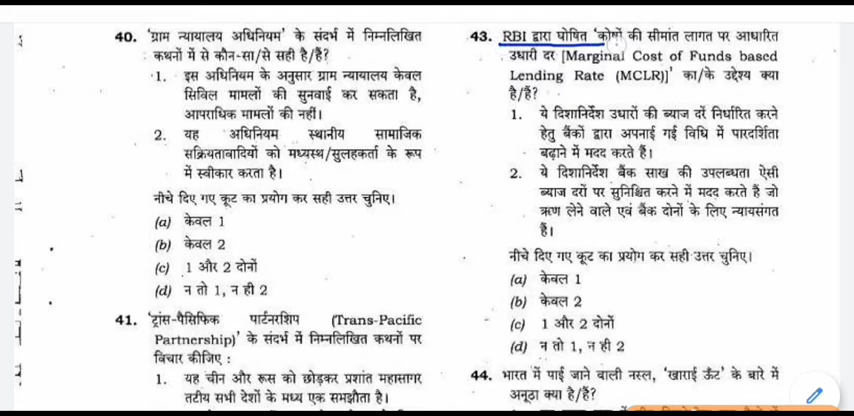 40. 'ग्राम न्यायालय अधिनियम' के संदर्भ में निम्नलिखित
कथनों में से कौन-सा/से सही है/हैं?
1. इस अधिनियम के अनुसार ग्राम न्यायालय केवल
सिविल मामलों की सुनवाई कर सकता है,
आपराधिक मामलों की नहीं।
2. यह अधिनियम स्थानीय सामाजिक
सक्रियतावादियों को मध्यस्थ/सुलहकर्ता के रूप
में स्वीकार करता है।
नीचे दिए गए कूट का प्रयोग कर सही उत्तर चुनिए।
(a) केवल 1
(b) केवल 2
(c) 1 और 2 दोनों
(d) न तो 1, न ही 2
41. 'ट्रांस-पैसिफिक पार्टनरशिप (Trans-Pacific
Partnership)' के संदर्भ में निम्नलिखित कथनों पर
विचार कीजिए :
1. यह चीन और रूस को छोड़कर प्रशांत महासागर
तटीय सभी देशों के मध्य एक समझौता है।
43. RBI द्वारा घोषित 'कोषों की सीमांत लागत पर आधारित
उधारी दर [Marginal Cost of Funds based
Lending Rate (MCLR)]' का/के उद्देश्य क्या
है/हैं?
1. ये दिशानिर्देश उधारों की ब्याज दरें निर्धारित करने
हेतु बैंकों द्वारा अपनाई गई विधि में पारदर्शिता
बढ़ाने में मदद करते हैं।
2. ये दिशानिर्देश बैंक साख की उपलब्धता ऐसी
ब्याज दरों पर सुनिश्चित करने में मदद करते हैं जो
ऋण लेने वाले एवं बैंक दोनों के लिए न्यायसंगत
हैं।
नीचे दिए गए कूट का प्रयोग कर सही उत्तर चुनिए।
(a) केवल 1
(b) केवल 2
(c) 1 और 2 दोनों
(d) न तो 1, न ही 2
44. भारत में पाई जाने वाली नस्ल, 'खाराई ऊँट' के बारे में
अनूठा क्या है/हैं?